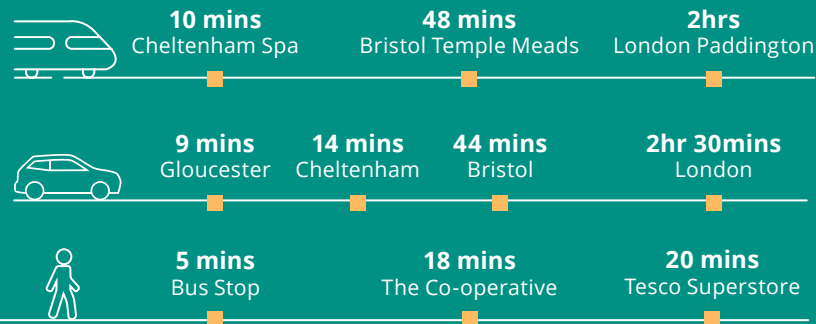 10 mins 48 mins 2hrs
Cheltenham Spa Bristol Temple Meads London Paddington
9 mins 14 mins 44 mins 2hr 30mins
Gloucester Cheltenham Bristol London
5 mins 18 mins 20 mins
Bus Stop The Co-operative Tesco Superstore